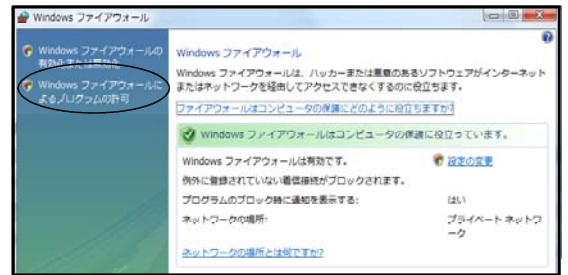 Windows ファイアウォール
Windows ファイアウォールの
有効化または無効化
Windows ファイアウォールに
よるプログラムの許可
Windows ファイアウォール
Windows ファイアウォールは、ハッカーまたは悪意のあるソフトウェアがインターネット
またはネットワークを経由してアクセスできなくするのに役立ちます。
ファイアウォールはコンピュータの保護にどのように役立ちますか?
Windows ファイアウォールはコンピュータの保護に役立っています。
Windows ファイアウォールは有効です。 設定の変更
例外に登録されていない着信接続がブロックされます。
プログラムのブロック時に通知を表示する: はい
ネットワークの場所: プライベート ネットワ
ーク
ネットワークの場所とは何ですか?